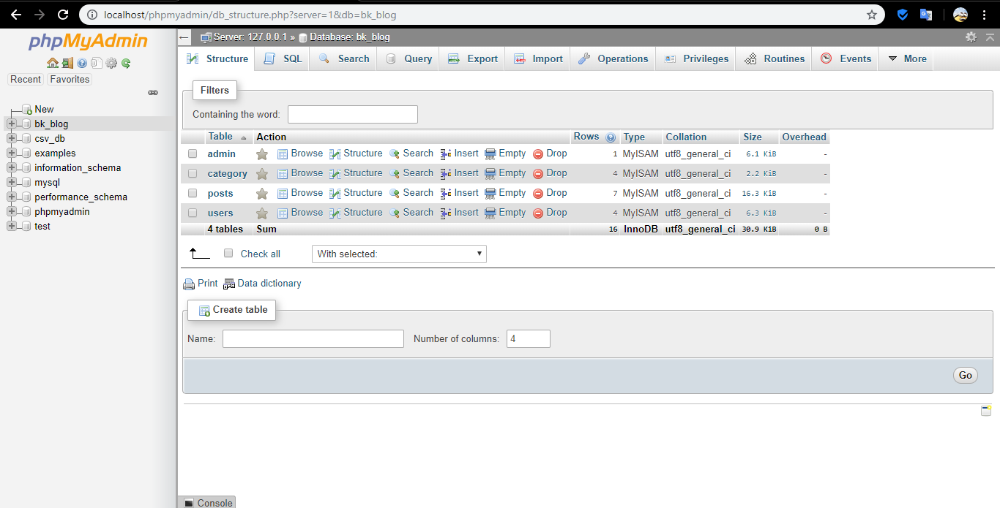 localhost/phpmyadmin/db_structure.php?server=1&db=bk_blog
phpMyAdmin
Recent Favorites
New
bk_blog
csv_db
examples
information_schema
mysql
performance_schema
phpmyadmin
test
Server: 127.0.0.1 » Database: bk_blog
Structure SQL Search Query Export Import Operations Privileges Routines Events More
Filters
Containing the word:
Table Action Rows Type Collation Size Overhead
admin Browse Structure Search Insert Empty Drop 1 MyISAM utf8_general_ci 6.1 KiB -
category Browse Structure Search Insert Empty Drop 4 MyISAM utf8_general_ci 2.2 KiB -
posts Browse Structure Search Insert Empty Drop 7 MyISAM utf8_general_ci 16.3 KiB -
users Browse Structure Search Insert Empty Drop 4 MyISAM utf8_general_ci 6.3 KiB -
4 tables Sum 16 InnoDB utf8_general_ci 30.9 KiB 0 B
Check all With selected:
Print Data dictionary
Create table
Name: Number of columns: 4
Go
Console